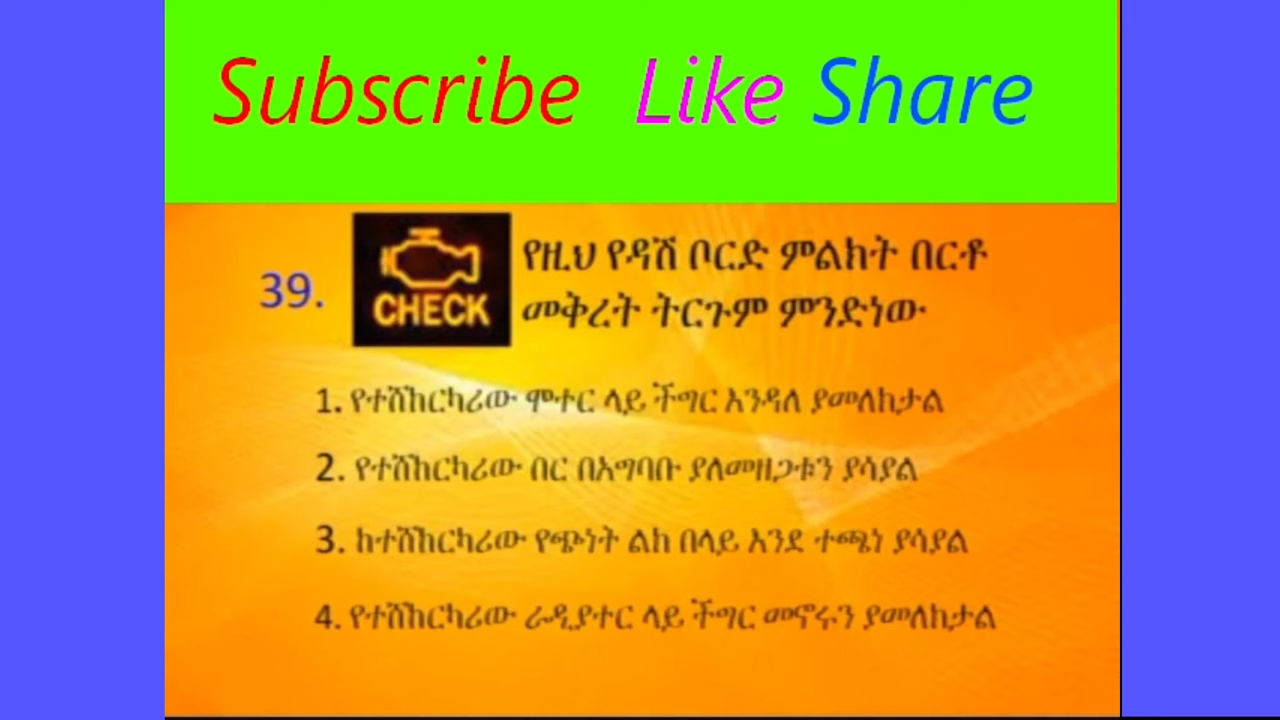 Subscribe Like Share
39. CHECK የዚህ የዳሽ ቦርድ ምልክት በርቶ
መቅረት ትርጉም ምንድነው
1. የተሽከርካሪው ሞተር ላይ ችግር እንዳለ ያመለክታል
2. የተሽከርካሪው በር በአግባቡ ያለመዘጋቱን ያሳያል
3. ከተሽከርካሪው የጭነት ልክ በላይ እንደ ተጫነ ያሳያል
4. የተሽከርካሪው ራዲያተር ላይ ችግር መኖሩን ያመለክታል